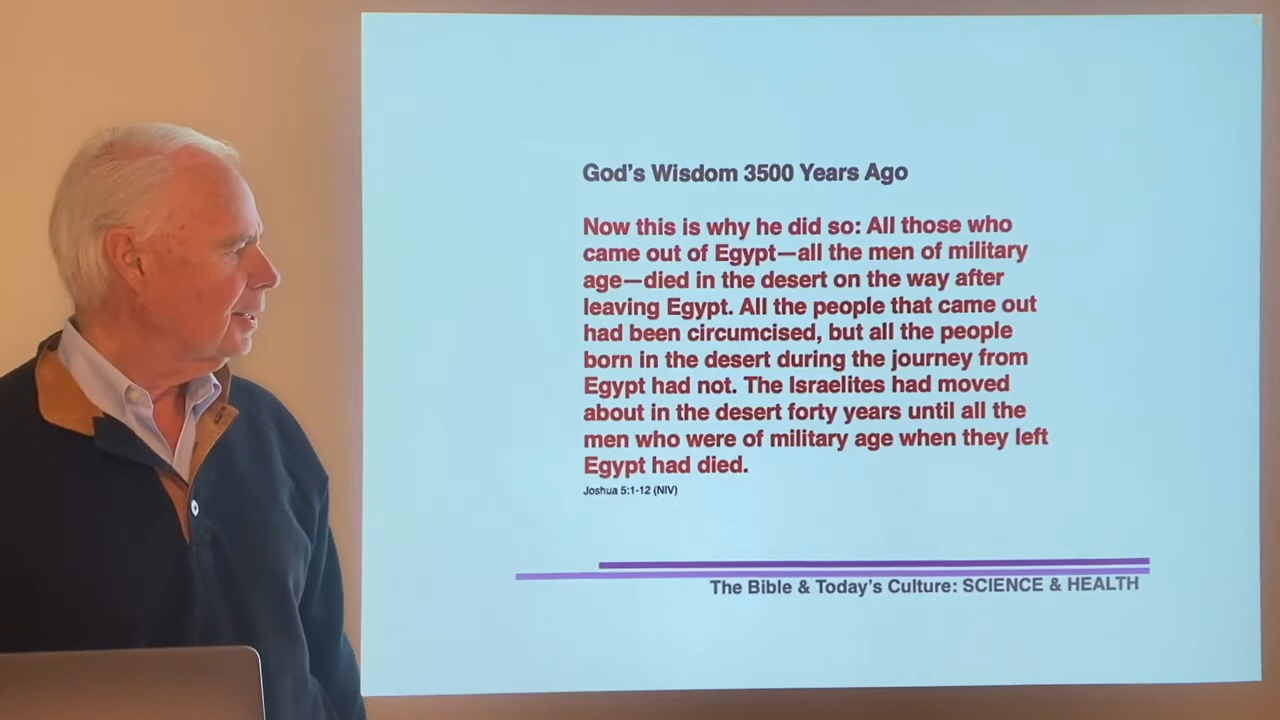 God's Wisdom 3500 Years Ago
Now this is why he did so: All those who
came out of Egypt—all the men of military
age—died in the desert on the way after
leaving Egypt. All the people that came out
had been circumcised, but all the people
born in the desert during the journey from
Egypt had not. The Israelites had moved
about in the desert forty years until all the
men who were of military age when they left
Egypt had died.
Joshua 5:1-12 (NIV)
The Bible & Today's Culture: SCIENCE & HEALTH